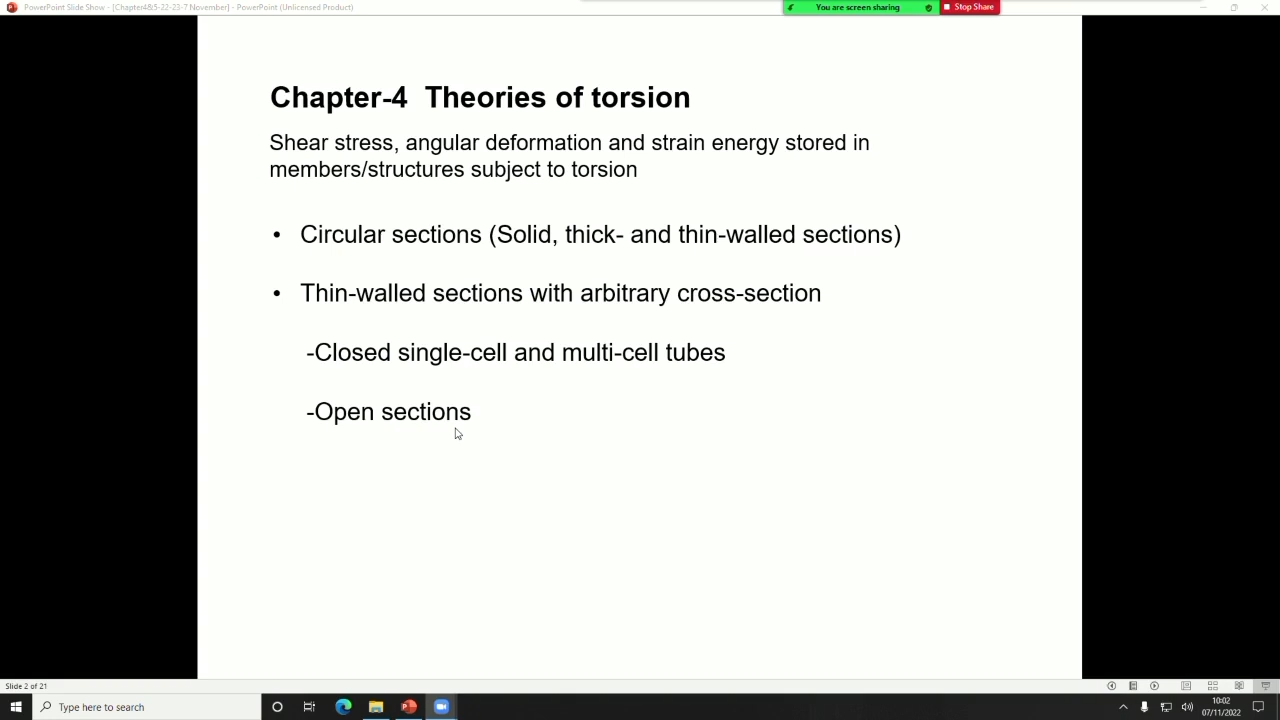 PowerPoint Slide Show - [Chapter4&5-22-23-7 November] - PowerPoint (Unlicensed Product)
You are screen sharing
Stop Share
Chapter-4 Theories of torsion
Shear stress, angular deformation and strain energy stored in
members/structures subject to torsion
• Circular sections (Solid, thick- and thin-walled sections)
• Thin-walled sections with arbitrary cross-section
-Closed single-cell and multi-cell tubes
-Open sections
Slide 2 of 21
Type here to search
10:02
07/11/2022